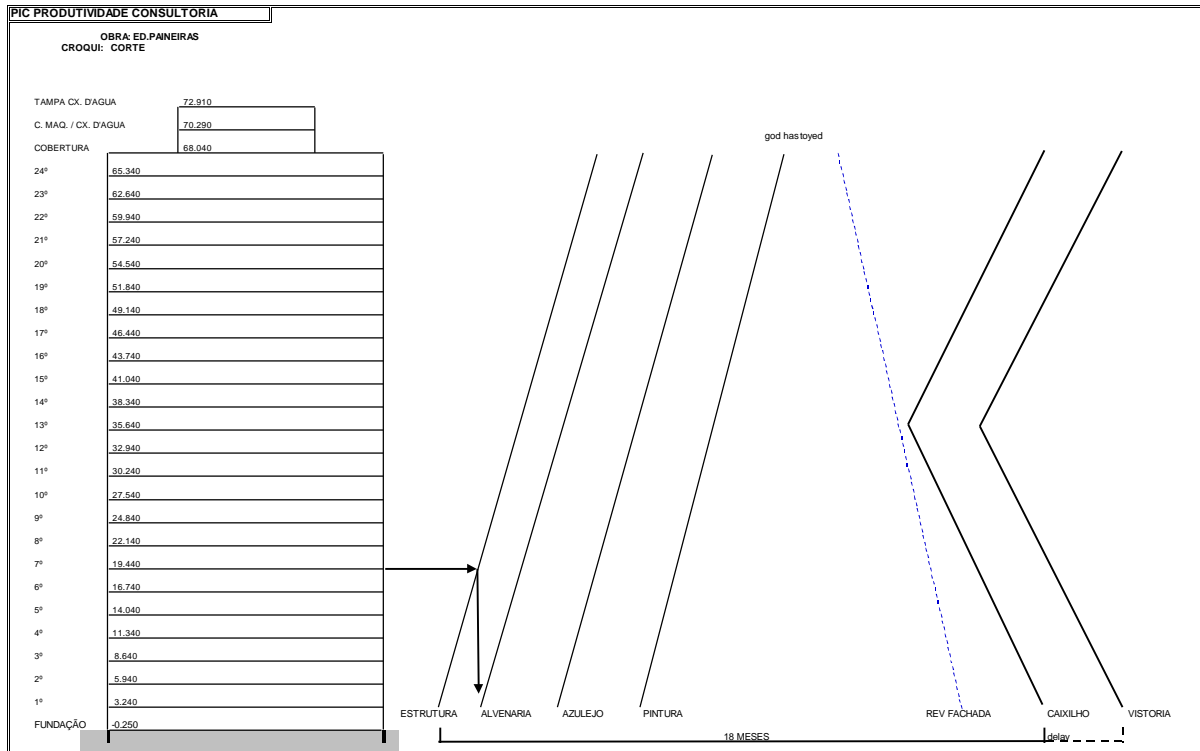 PIC PRODUTIVIDADE CONSULTORIA
OBRA: ED.PAINEIRAS
CROQUI: CORTE
TAMPA CX. D'AGUA 72.910
C. MAQ. / CX. D'AGUA 70.290
god has toyed
COBERTURA 68.040
24º 65.340
23º 62.640
22º 59.940
21º 57.240
20º 54.540
19º 51.840
18º 49.140
17º 46.440
16º 43.740
15º 41.040
14º 38.340
13º 35.640
12º 32.940
11º 30.240
10º 27.540
9º 24.840
8º 22.140
7º 19.440
6º 16.740
5º 14.040
4º 11.340
3º 8.640
2º 5.940
1º 3.240
ESTRUTURA ALVENARIA AZULEJO PINTURA REV FACHADA CAIXILHO VISTORIA
FUNDAÇÃO -0.250
18 MESES delay